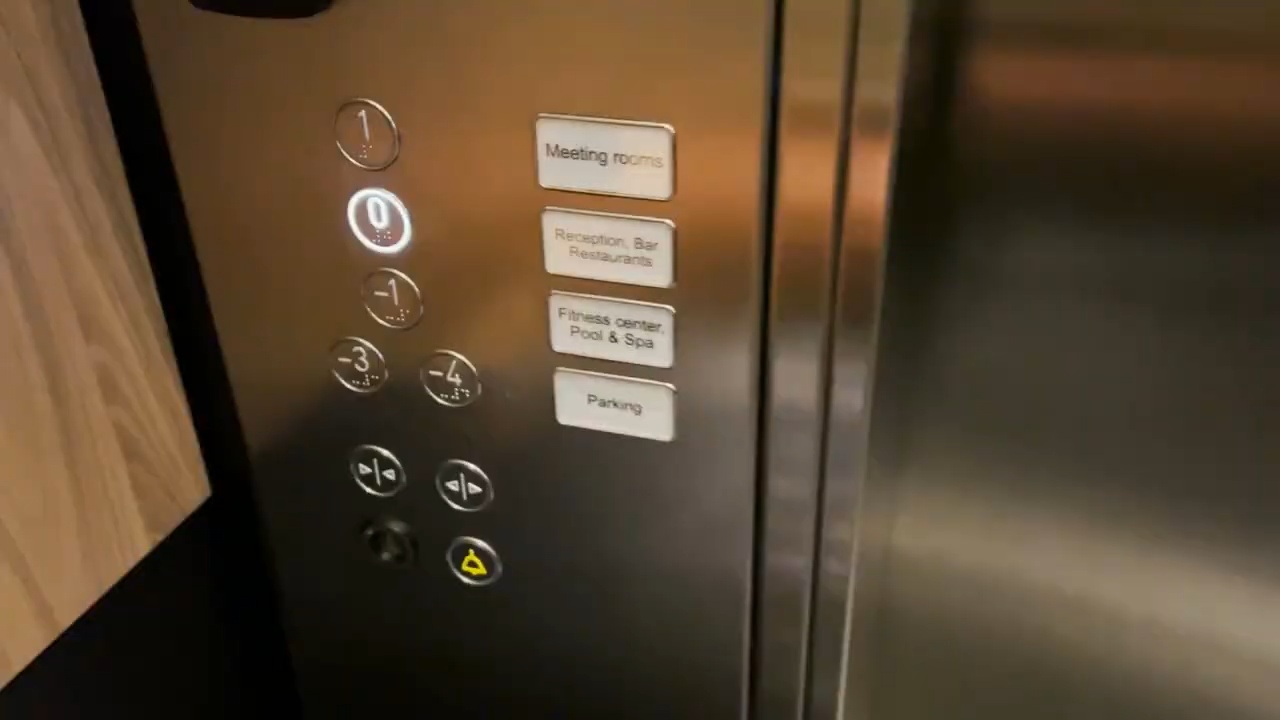 1
Meeting rooms
0
Reception, Bar
Restaurants
-1
Fitness center,
Pool & Spa
-3
-4
Parking